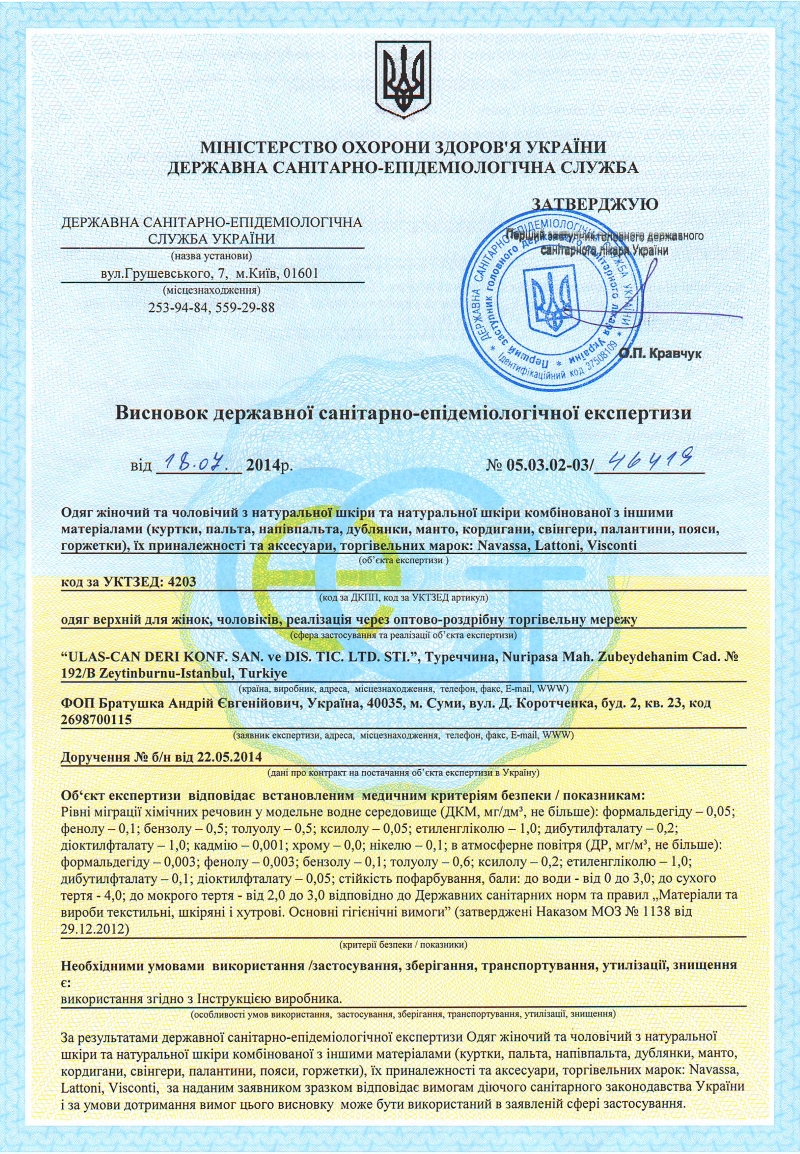 МІНІСТЕРСТВО ОХОРОНИ ЗДОРОВ'Я УКРАЇНИ
ДЕРЖАВНА САНІТАРНО-ЕПІДЕМІОЛОГІЧНА СЛУЖБА
ЗАТВЕРДЖУЮ
ДЕРЖАВНА САНІТАРНО-ЕПІДЕМІОЛОГІЧНА
СЛУЖБА УКРАЇНИ
(назва установи)
вул.Грушевського, 7, м.Київ, 01601
(місцезнаходження)
253-94-84, 559-29-88
Перший заступник головного державного
санітарного лікаря України
ДЕРЖАВНА САНІТАРНО-ЕПІДЕМІОЛОГІЧНА СЛУЖБА УКРАЇНИ
* Ідентифікаційний код 37508109 *
Перший заступник головного державного санітарного лікаря України
О.П. Кравчук
Висновок державної санітарно-епідеміологічної експертизи
від 18.07. 2014р. № 05.03.02-03/ 46419
Одяг жіночий та чоловічий з натуральної шкіри та натуральної шкіри комбінованої з іншими
матеріалами (куртки, пальта, напівпальта, дублянки, манто, кордигани, свінгери, палантини, пояси,
горжетки), їх приналежності та аксесуари, торгівельних марок: Navassa, Lattoni, Visconti
(об‘єкта експертизи )
код за УКТЗЕД: 4203
(код за ДКПП, код за УКТЗЕД артикул)
одяг верхній для жінок, чоловіків, реалізація через оптово-роздрібну торгівельну мережу
(сфера застосування та реалізації об‘єкта експертизи)
“ULAS-CAN DERI KONF. SAN. ve DIS. TIC. LTD. STI.”, Туреччина, Nuripasa Mah. Zubeydehanim Cad. №
192/B Zeytinburnu-Istanbul, Turkiye
(країна, виробник, адреса, місцезнаходження, телефон, факс, E-mail, WWW)
ФОП Братушка Андрій Євгенійович, Україна, 40035, м. Суми, вул. Д. Коротченка, буд. 2, кв. 23, код
2698700115
(заявник експертизи, адреса, місцезнаходження, телефон, факс, E-mail, WWW)
Доручення № б/н від 22.05.2014
(дані про контракт на постачання об‘єкта експертизи в Україну)
Об‘єкт експертизи відповідає встановленим медичним критеріям безпеки / показникам:
Рівні міграції хімічних речовин у модельне водне середовище (ДКМ, мг/дм³, не більше): формальдегіду – 0,05;
фенолу – 0,1; бензолу – 0,5; толуолу – 0,5; ксилолу – 0,05; етиленгліколю – 1,0; дибутилфталату – 0,2;
діоктилфталату – 1,0; кадмію – 0,001; хрому – 0,0; нікелю – 0,1; в атмосферне повітря (ДР, мг/м³, не більше):
формальдегіду – 0,003; фенолу – 0,003; бензолу – 0,1; толуолу – 0,6; ксилолу – 0,2; етиленгліколю – 1,0;
дибутилфталату – 0,1; діоктилфталату – 0,05; стійкість пофарбування, бали: до води - від 0 до 3,0; до сухого
тертя - 4,0; до мокрого тертя - від 2,0 до 3,0 відповідно до Державних санітарних норм та правил „Матеріали та
вироби текстильні, шкіряні і хутрові. Основні гігієнічні вимоги” (затверджені Наказом МОЗ № 1138 від
29.12.2012)
(критерії безпеки / показники)
Необхідними умовами використання /застосування, зберігання, транспортування, утилізації, знищення
є:
використання згідно з Інструкцією виробника.
(особливості умов використання, застосування, зберігання, транспортування, утилізації, знищення)
За результатами державної санітарно-епідеміологічної експертизи Одяг жіночий та чоловічий з натуральної
шкіри та натуральної шкіри комбінованої з іншими матеріалами (куртки, пальта, напівпальта, дублянки, манто,
кордигани, свінгери, палантини, пояси, горжетки), їх приналежності та аксесуари, торгівельних марок: Navassa,
Lattoni, Visconti, за наданим заявником зразком відповідає вимогам діючого санітарного законодавства України
і за умови дотримання вимог цього висновку може бути використаний в заявленій сфері застосування.